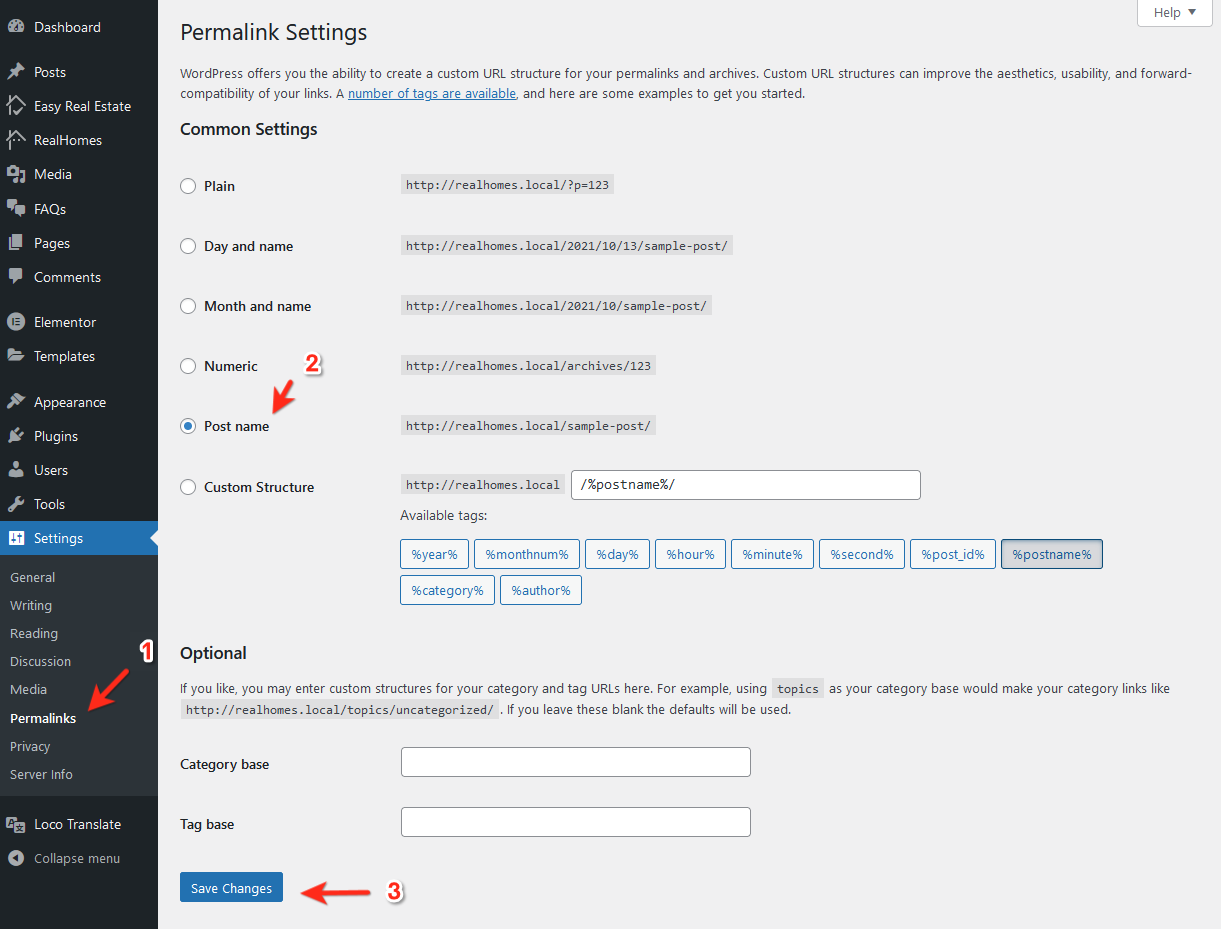 Dashboard
Posts
Easy Real Estate
RealHomes
Media
FAQs
Pages
Comments
Elementor
Templates
Appearance
Plugins
Users
Tools
Settings
General
Writing
Reading
Discussion
1
Media
Permalinks
Privacy
Server Info
Loco Translate
Collapse menu
Help ▼
Permalink Settings
WordPress offers you the ability to create a custom URL structure for your permalinks and archives. Custom URL structures can improve the aesthetics, usability, and forward-
compatibility of your links. A number of tags are available, and here are some examples to get you started.
Common Settings
Plain http://realhomes.local/?p=123
Day and name http://realhomes.local/2021/10/13/sample-post/
Month and name http://realhomes.local/2021/10/sample-post/
Numeric 2 http://realhomes.local/archives/123
Post name http://realhomes.local/sample-post/
Custom Structure http://realhomes.local /%postname%/
Available tags:
%year% %monthnum% %day% %hour% %minute% %second% %post_id% %postname%
%category% %author%
Optional
If you like, you may enter custom structures for your category and tag URLs here. For example, using topics as your category base would make your category links like
http://realhomes.local/topics/uncategorized/ . If you leave these blank the defaults will be used.
Category base
Tag base
Save Changes 3